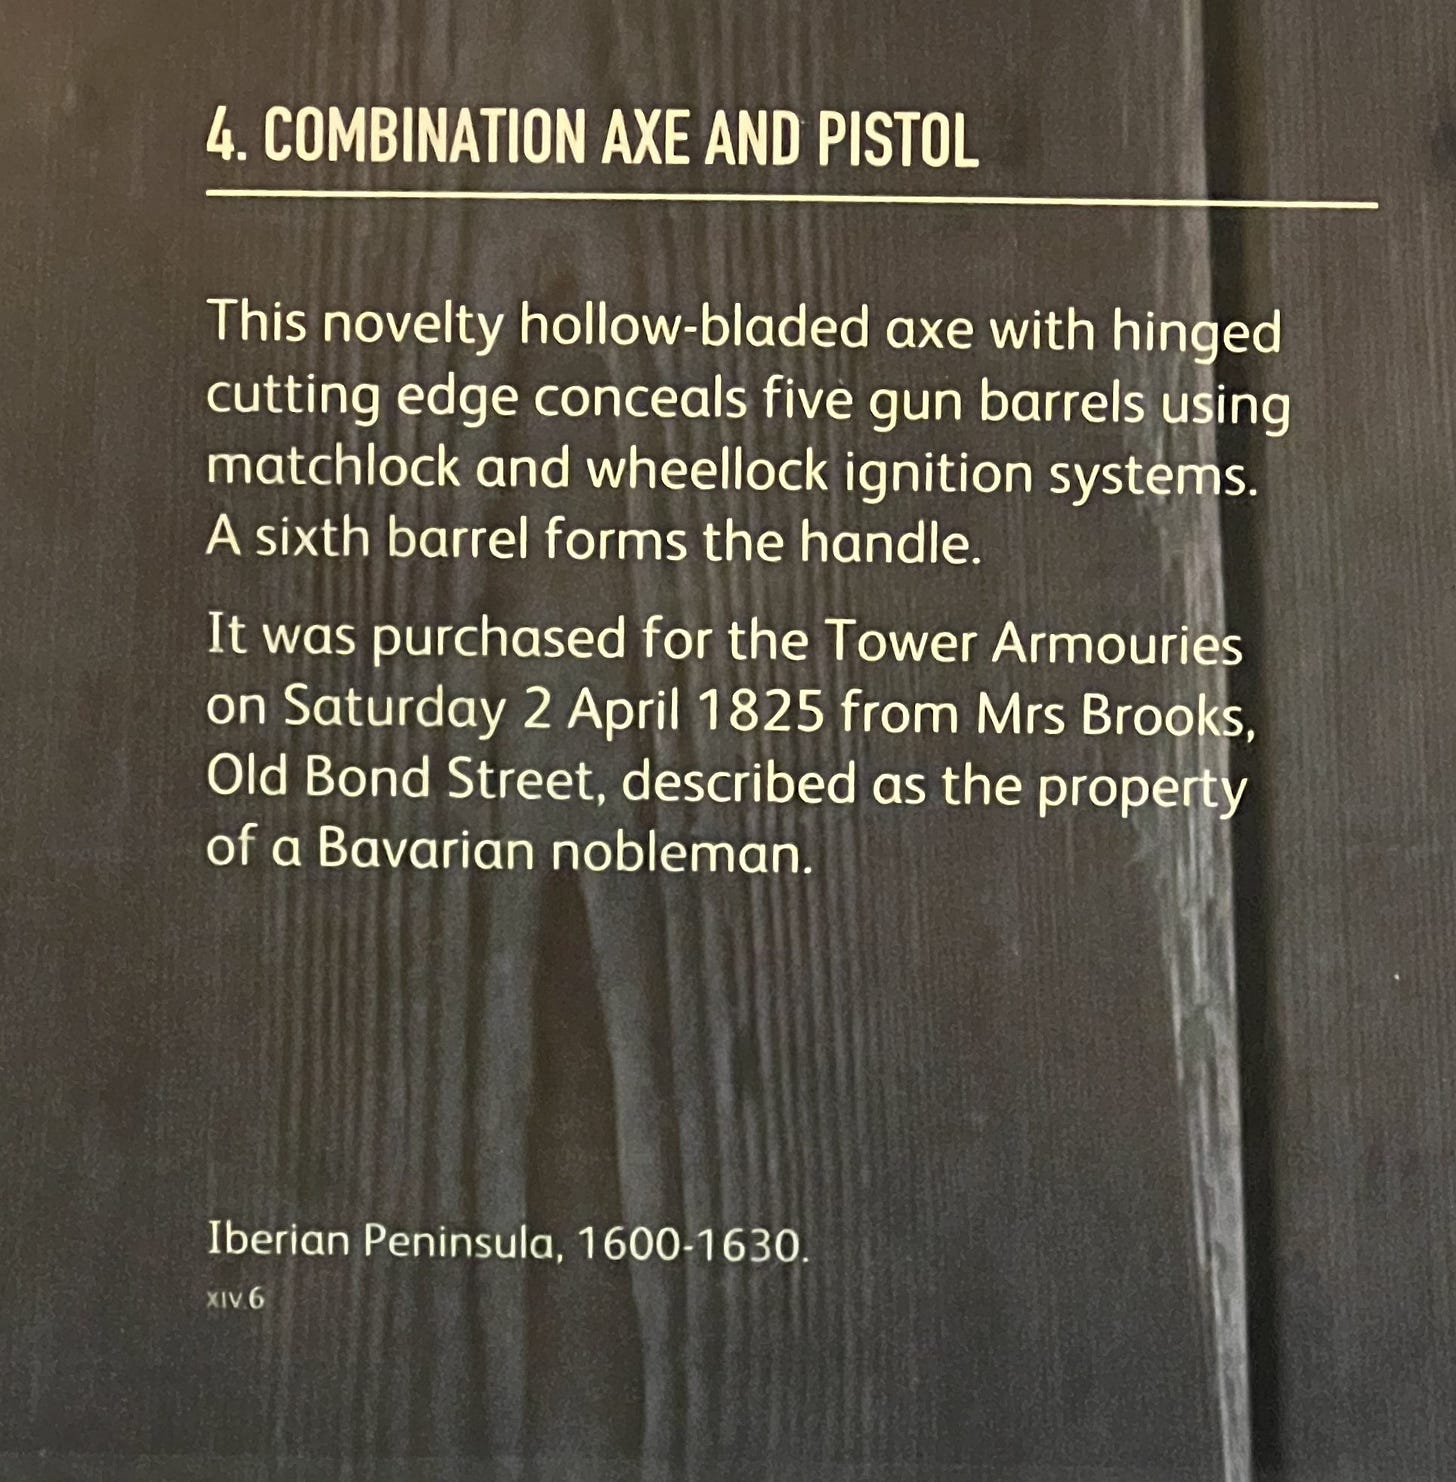 4. COMBINATION AXE AND PISTOL
This novelty hollow-bladed axe with hinged
cutting edge conceals five gun barrels using
matchlock and wheellock ignition systems.
A sixth barrel forms the handle.
It was purchased for the Tower Armouries
on Saturday 2 April 1825 from Mrs Brooks,
Old Bond Street, described as the property
of a Bavarian nobleman.
Iberian Peninsula, 1600-1630.
XIV.6